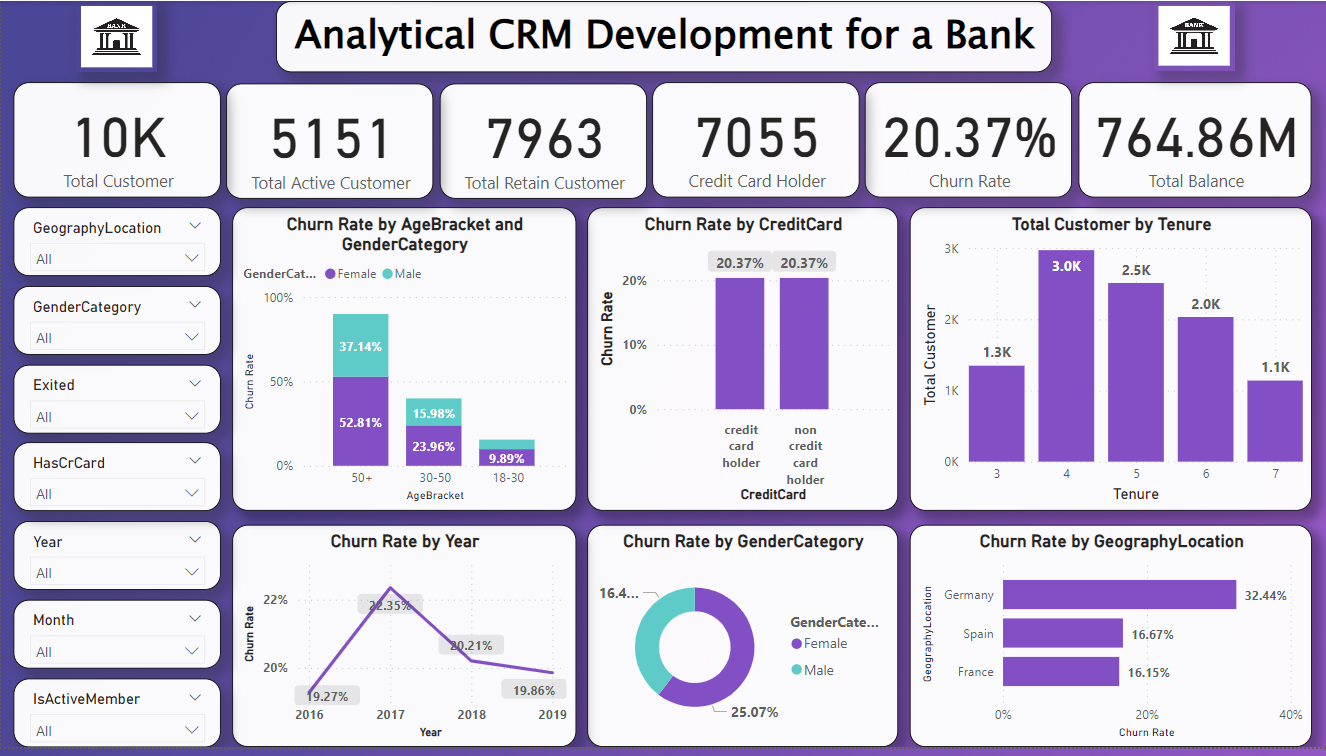 BANK
Analytical CRM Development for a Bank
BANK
10K
Total Customer
5151
Total Active Customer
7963
Total Retain Customer
7055
Credit Card Holder
20.37%
Churn Rate
764.86M
Total Balance
GeographyLocation
All
GenderCategory
All
Exited
All
HasCrCard
All
Year
All
Month
All
IsActiveMember
All
Churn Rate by AgeBracket and
GenderCategory
GenderCat... Female Male
Churn Rate
100%
50%
0%
37.14%
52.81%
15.98%
23.96%
9.89%
50+ 30-50 18-30
AgeBracket
Churn Rate by CreditCard
Churn Rate
20%
10%
0%
20.37% 20.37%
credit
card
holder
non
credit
card
holder
CreditCard
Total Customer by Tenure
Total Customer
3K
2K
1K
0K
1.3K
3.0K
2.5K
2.0K
1.1K
3 4 5 6 7
Tenure
Churn Rate by Year
Churn Rate
22%
20%
19.27%
22.35%
20.21%
19.86%
2016 2017 2018 2019
Year
Churn Rate by GenderCategory
16.4...
25.07%
GenderCate...
Female
Male
Churn Rate by GeographyLocation
GeographyLocation
Germany 32.44%
Spain 16.67%
France 16.15%
0% 20% 40%
Churn Rate